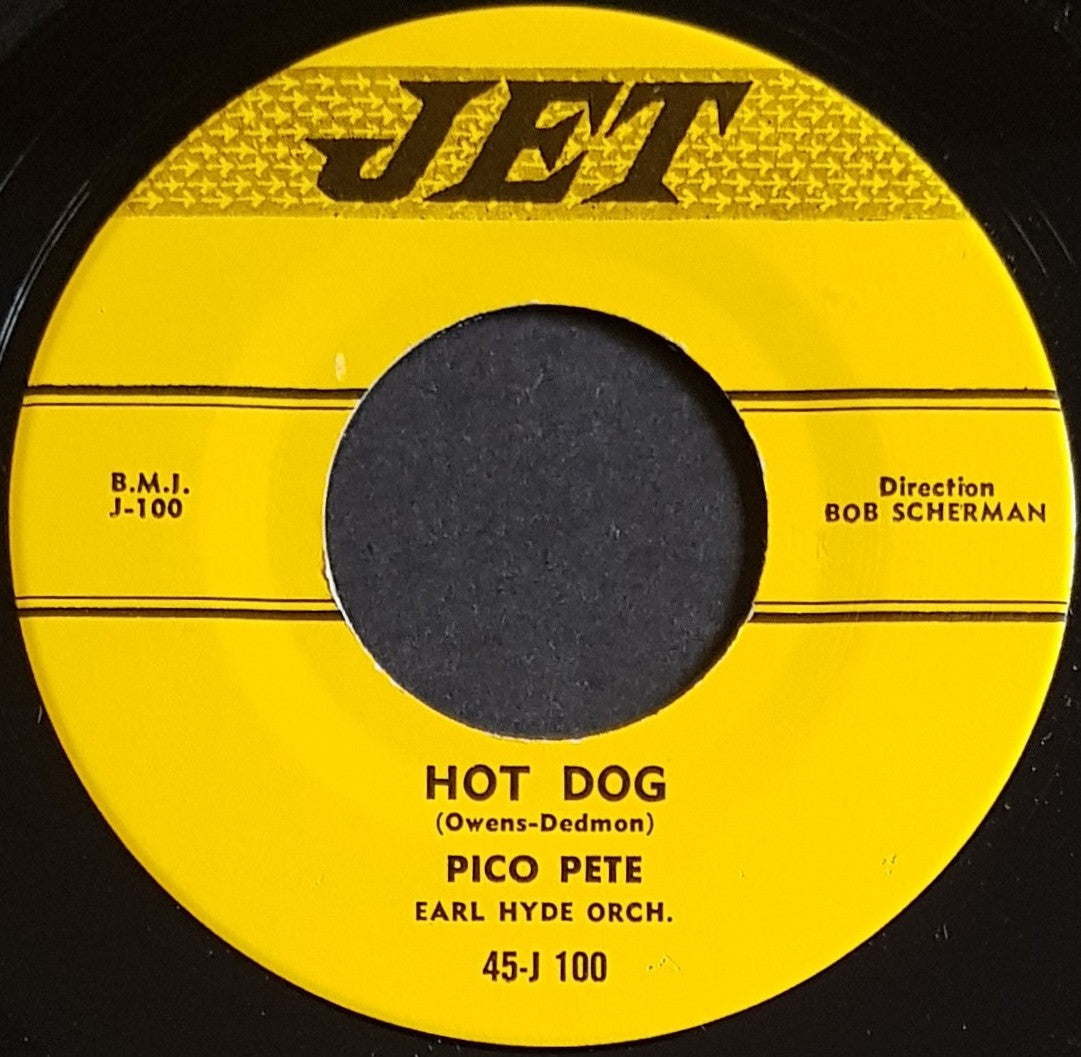 JET
B.M.I.
J-100
Direction
BOB SCHERMAN
HOT DOG
(Owens-Dedmon)
PICO PETE
EARL HYDE ORCH.
45-J 100